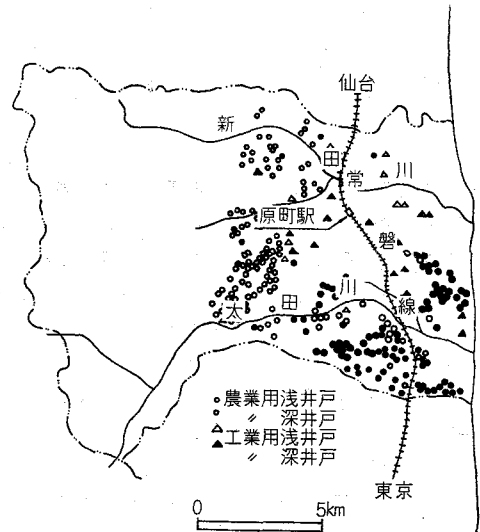 仙台
新田川
常磐線
原町駅
太田川
農業用浅井戸
〃 深井戸
工業用浅井戸
〃 深井戸
東京
0 5km